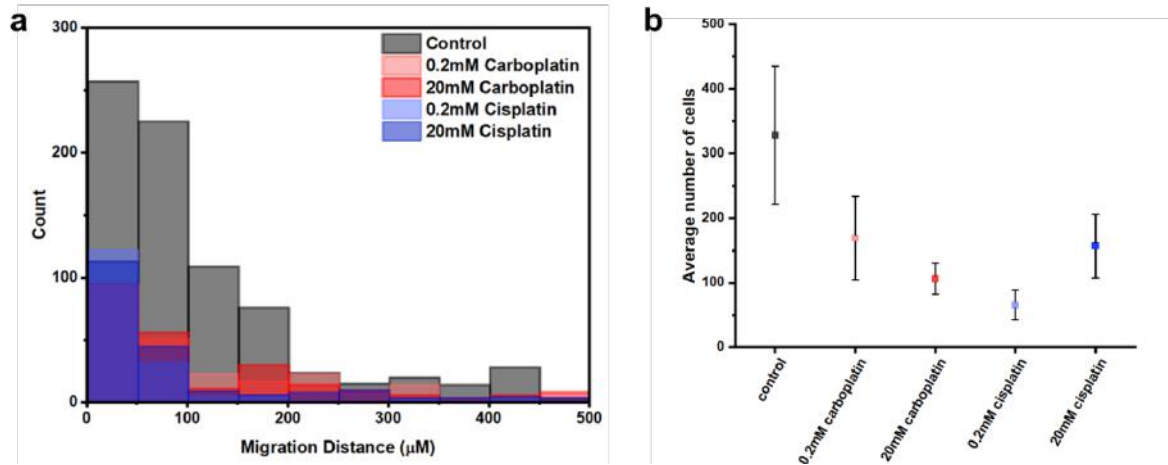 a
300
200
100
0
Count
Control
0.2mM Carboplatin
20mM Carboplatin
0.2mM Cisplatin
20mM Cisplatin
0 100 200 300 400 500
Migration Distance (μM)
b
500
400
300
200
100
0
Average number of cells
control
0.2mM carboplatin
20mM carboplatin
0.2mM cisplatin
20mM cisplatin